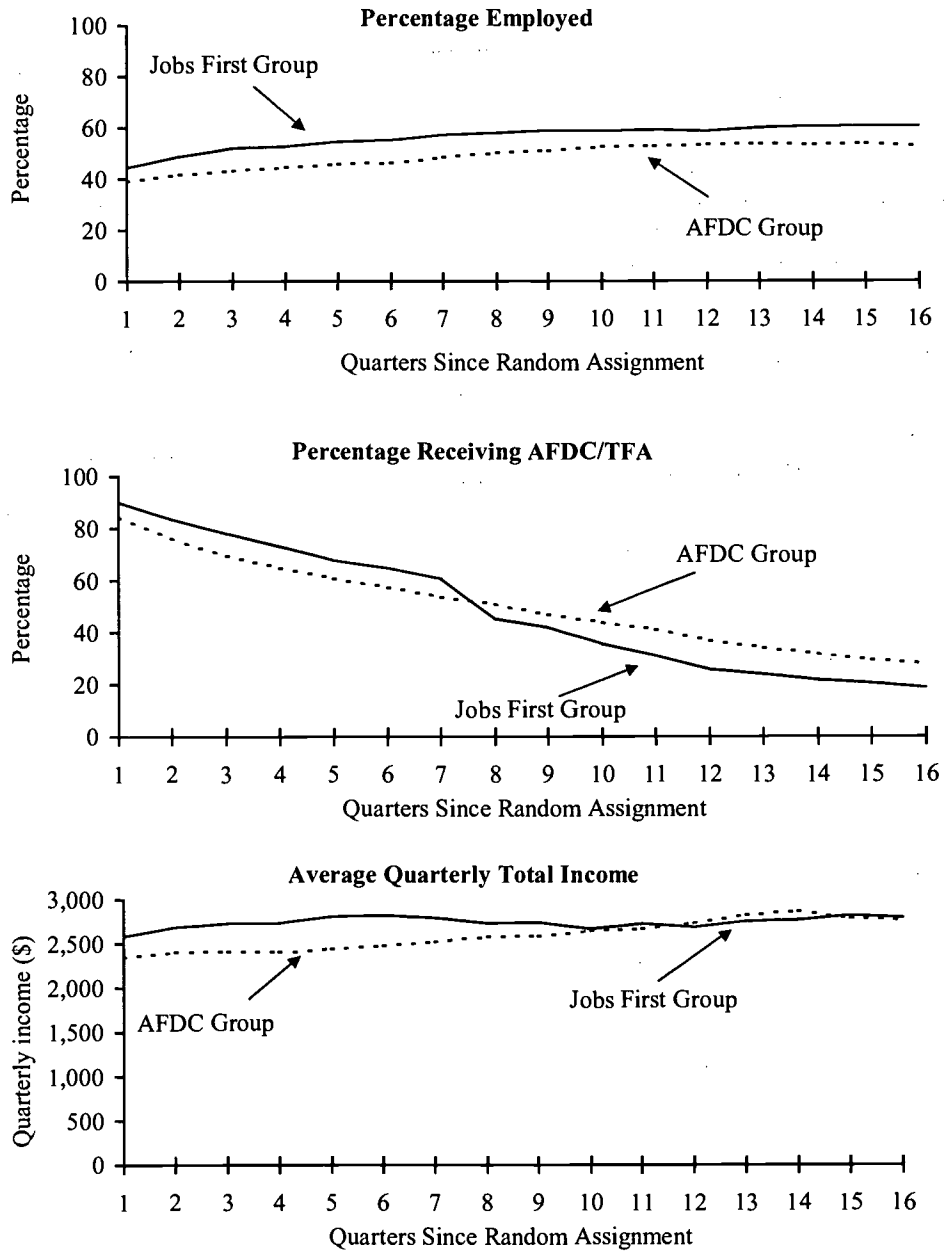 Percentage Employed
100
80
60
40
20
0
Percentage
Jobs First Group
AFDC Group
1 2 3 4 5 6 7 8 9 10 11 12 13 14 15 16
Quarters Since Random Assignment
Percentage Receiving AFDC/TFA
100
80
60
40
20
0
Percentage
AFDC Group
Jobs First Group
1 2 3 4 5 6 7 8 9 10 11 12 13 14 15 16
Quarters Since Random Assignment
Average Quarterly Total Income
3,000
2,500
2,000
1,500
1,000
500
0
Quarterly income ($)
AFDC Group
Jobs First Group
1 2 3 4 5 6 7 8 9 10 11 12 13 14 15 16
Quarters Since Random Assignment